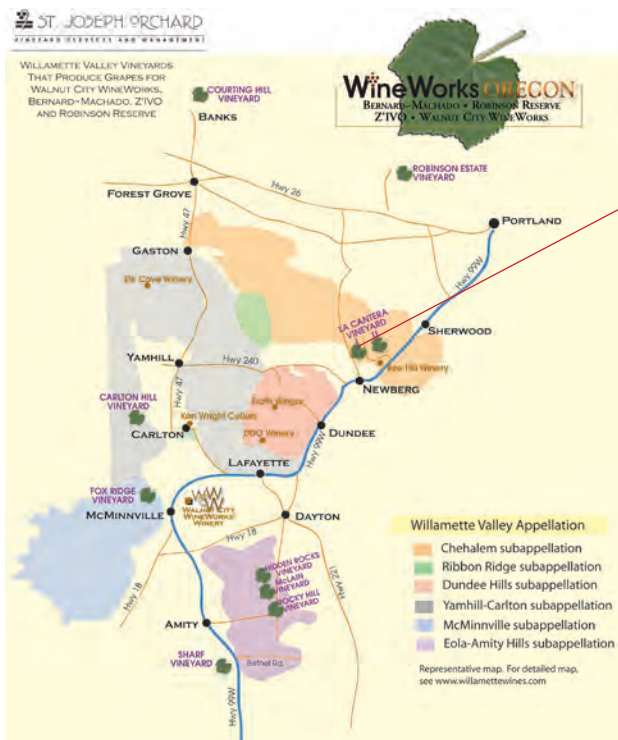 ST. JOSEPH ORCHARD
VINEYARD SERVICES AND MANAGEMENT
WILLAMETTE VALLEY VINEYARDS
THAT PRODUCE GRAPES FOR
WALNUT CITY WINEWORKS,
BERNARD-MACHADO, Z'IVO
AND ROBINSON RESERVE
WineWorks OREGON
BERNARD-MACHADO • ROBINSON RESERVE
Z'IVO • WALNUT CITY WINEWORKS
COURTING HILL
VINEYARD
BANKS
ROBINSON ESTATE
VINEYARD
FOREST GROVE
Hwy 26
PORTLAND
Hwy 47
GASTON
Hwy 99W
Elk Cove Winery
LA CANTERA
VINEYARD
I II
SHERWOOD
Rex Hill Winery
YAMHILL
Hwy 240
NEWBERG
Hwy 47
CARLTON HILL
VINEYARD
Ken Wright Cellars
CARLTON
Winery
DDO Winery
DUNDEE
Hwy 99W
LAFAYETTE
FOX RIDGE
VINEYARD
WALNUT CITY
WINEWORKS
WINERY
MCMINNVILLE
DAYTON
Hwy 18
Hwy 18
Hwy 221
HIDDEN ROCKS
VINEYARD
MCLAIN
VINEYARD
ROCKY HILL
VINEYARD
AMITY
SHARF
VINEYARD
Bethel Rd.
Hwy 99W
Willamette Valley Appellation
Chehalem subappellation
Ribbon Ridge subappellation
Dundee Hills subappellation
Yamhill-Carlton subappellation
McMinnville subappellation
Eola-Amity Hills subappellation
Representative map. For detailed map,
see www.willamettewines.com